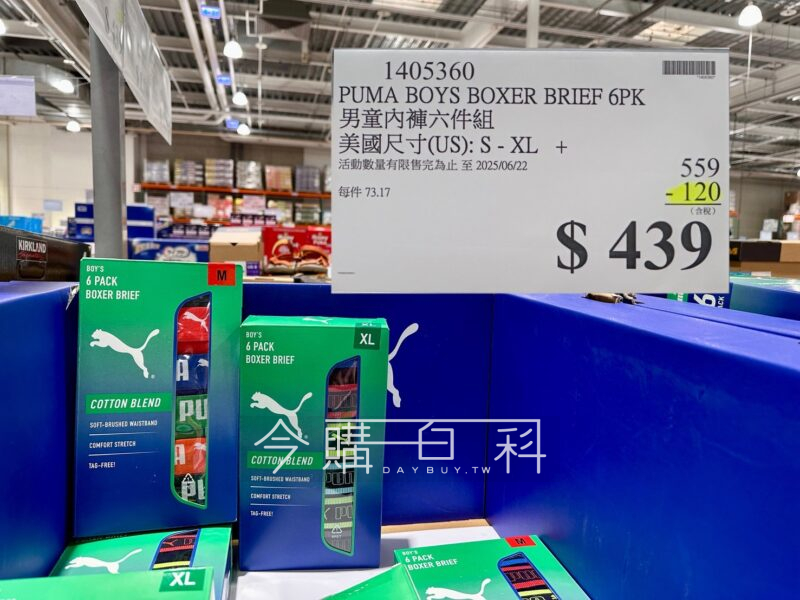 1405360
PUMA BOYS BOXER BRIEF 6PK
男童內褲六件組
美國尺寸(US): S - XL +
活動數量有限售完為止 至 2025/06/22
559
每件 73.17
- 120
(含稅)
$ 439
KIRKLAND
BOY'S
6 PACK
BOXER BRIEF
M
COTTON BLEND
SOFT-BRUSHED WAISTBAND
COMFORT STRETCH
TAG-FREE!
BOY'S
6 PACK
BOXER BRIEF
XL
COTTON BLEND
SOFT-BRUSHED WAISTBAND
COMFORT STRETCH
TAG-FREE!
今購百科
DAYBUY.TW
XL
BOY'S
6 PACK
BOXER BRIEF
M